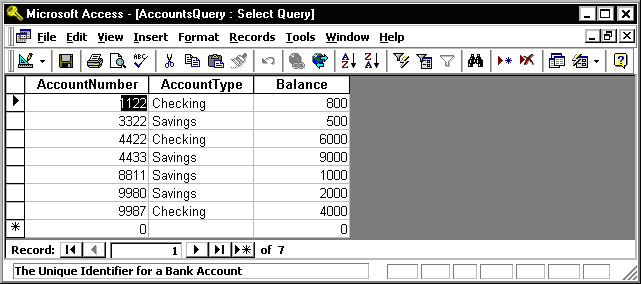 Microsoft Access - [AccountsQuery : Select Query]
File Edit View Insert Format Records Tools Window Help
AccountNumber AccountType Balance
1122 Checking 800
3322 Savings 500
4422 Checking 6000
4433 Savings 9000
8811 Savings 1000
9980 Savings 2000
9987 Checking 4000
* 0 0
Record: 1 of 7
The Unique Identifier for a Bank Account